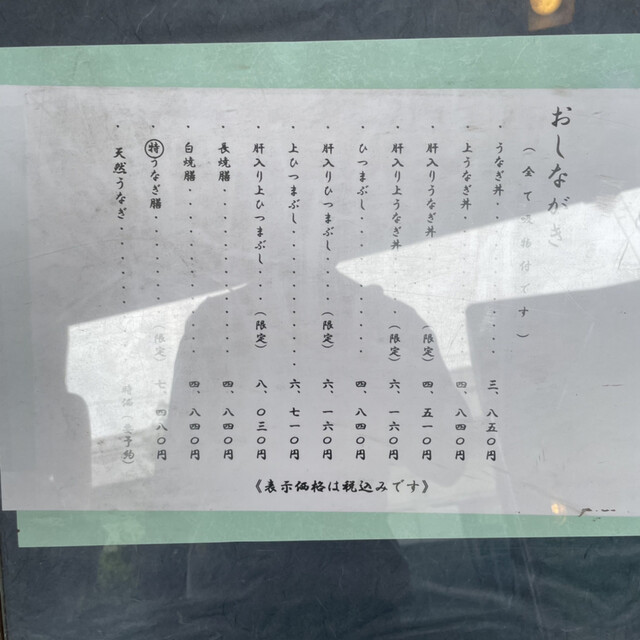 おしながき
(全て吸物付です)
・うなぎ丼・・・・・・・・・・・三、八五〇円
・上うなぎ丼・・・・・・・・・・四、八四〇円
・肝入りうなぎ丼・・・・(限定) 四、五一〇円
・肝入り上うなぎ丼・・・(限定) 六、一六〇円
・ひつまぶし・・・・・・・・・・四、八四〇円
・肝入りひつまぶし・・・(限定) 六、一六〇円
・上ひつまぶし・・・・・・・・・六、七一〇円
・肝入り上ひつまぶし・・(限定) 八、〇三〇円
・長焼膳・・・・・・・・・・・・四、八四〇円
・白焼膳・・・・・・・・・・・・四、八四〇円
・㊕うなぎ膳・・・・・・(限定) 七、四八〇円
・天然うなぎ・・・・・・・・・・時価(要予約)
《表示価格は税込みです》